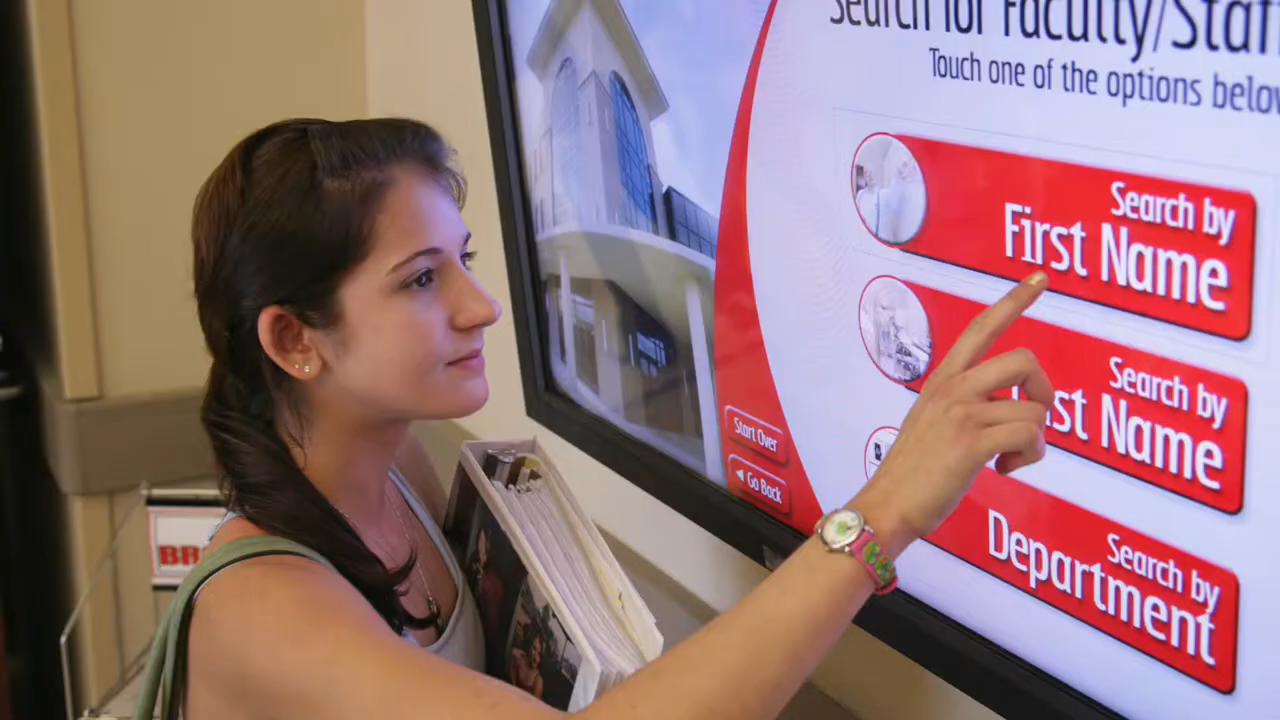 Search for Faculty/Staff
Touch one of the options below
Search by
First Name
Search by
Last Name
Search by
Department
Start Over
Go Back
BR